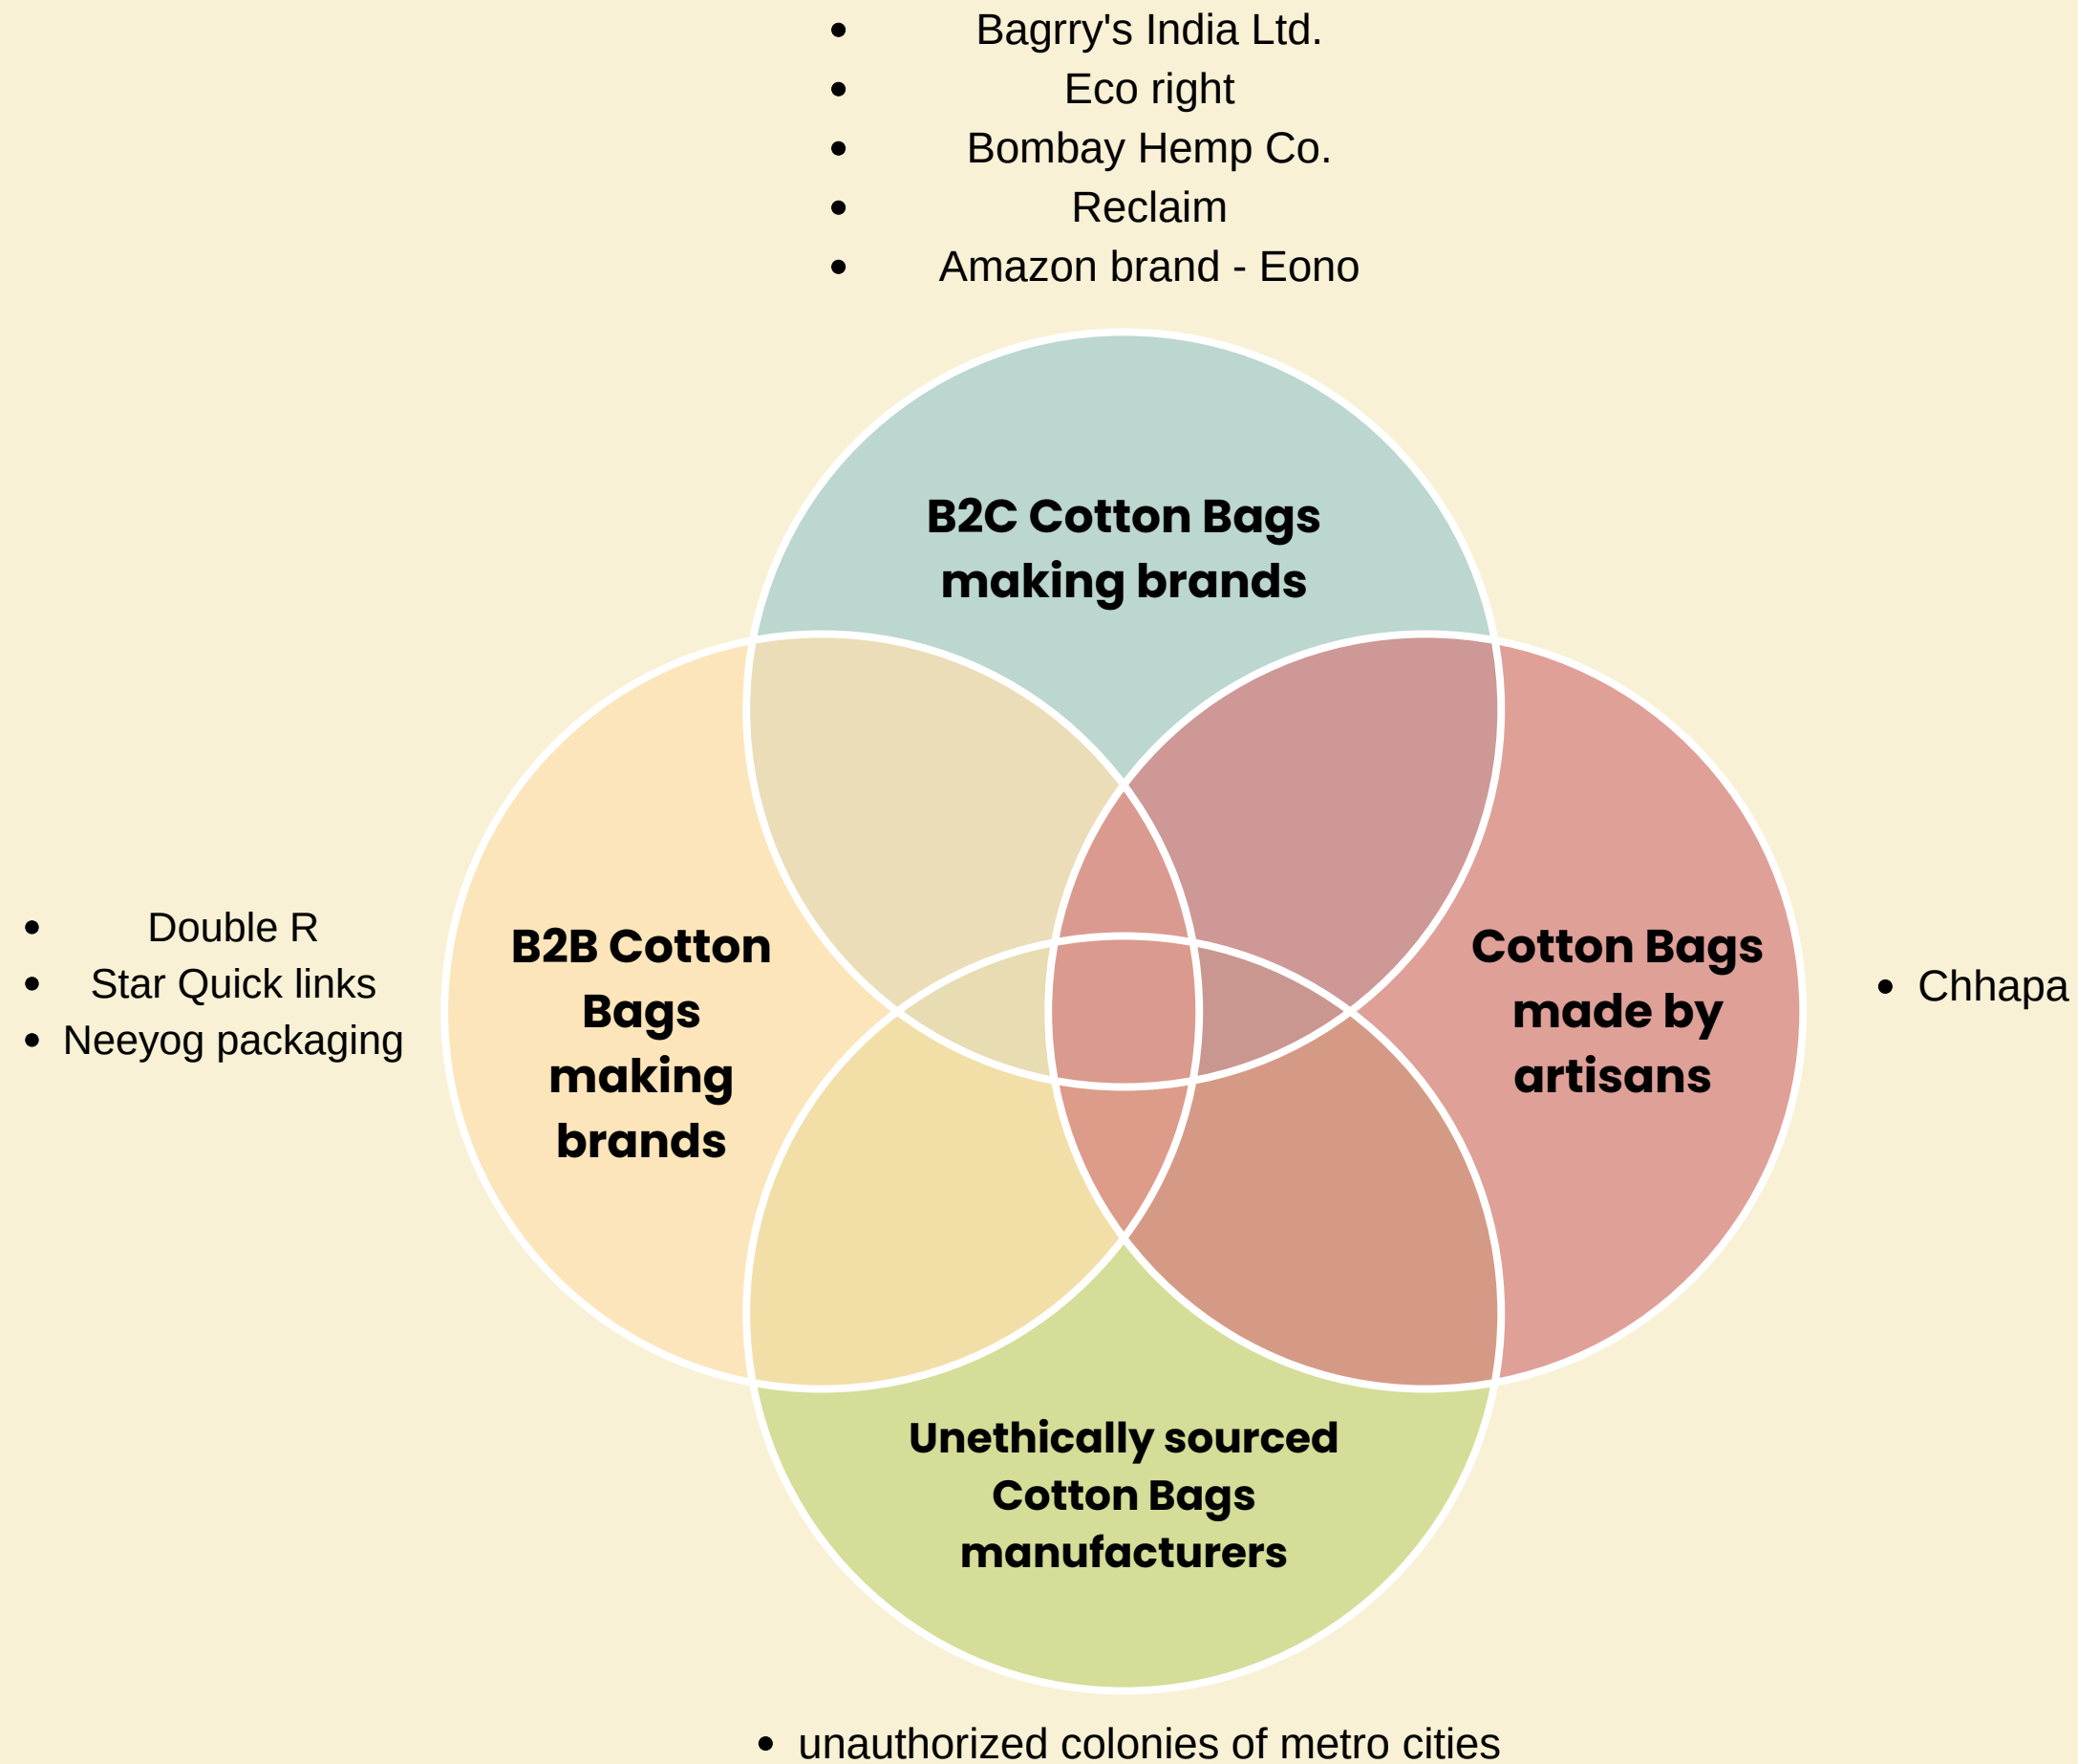 • Bagrry's India Ltd.
• Eco right
• Bombay Hemp Co.
• Reclaim
• Amazon brand - Eono
B2C Cotton Bags
making brands
• Double R
• Star Quick links
• Neeyog packaging
B2B Cotton
Bags
making
brands
Cotton Bags
made by
artisans
• Chhapa
Unethically sourced
Cotton Bags
manufacturers
• unauthorized colonies of metro cities